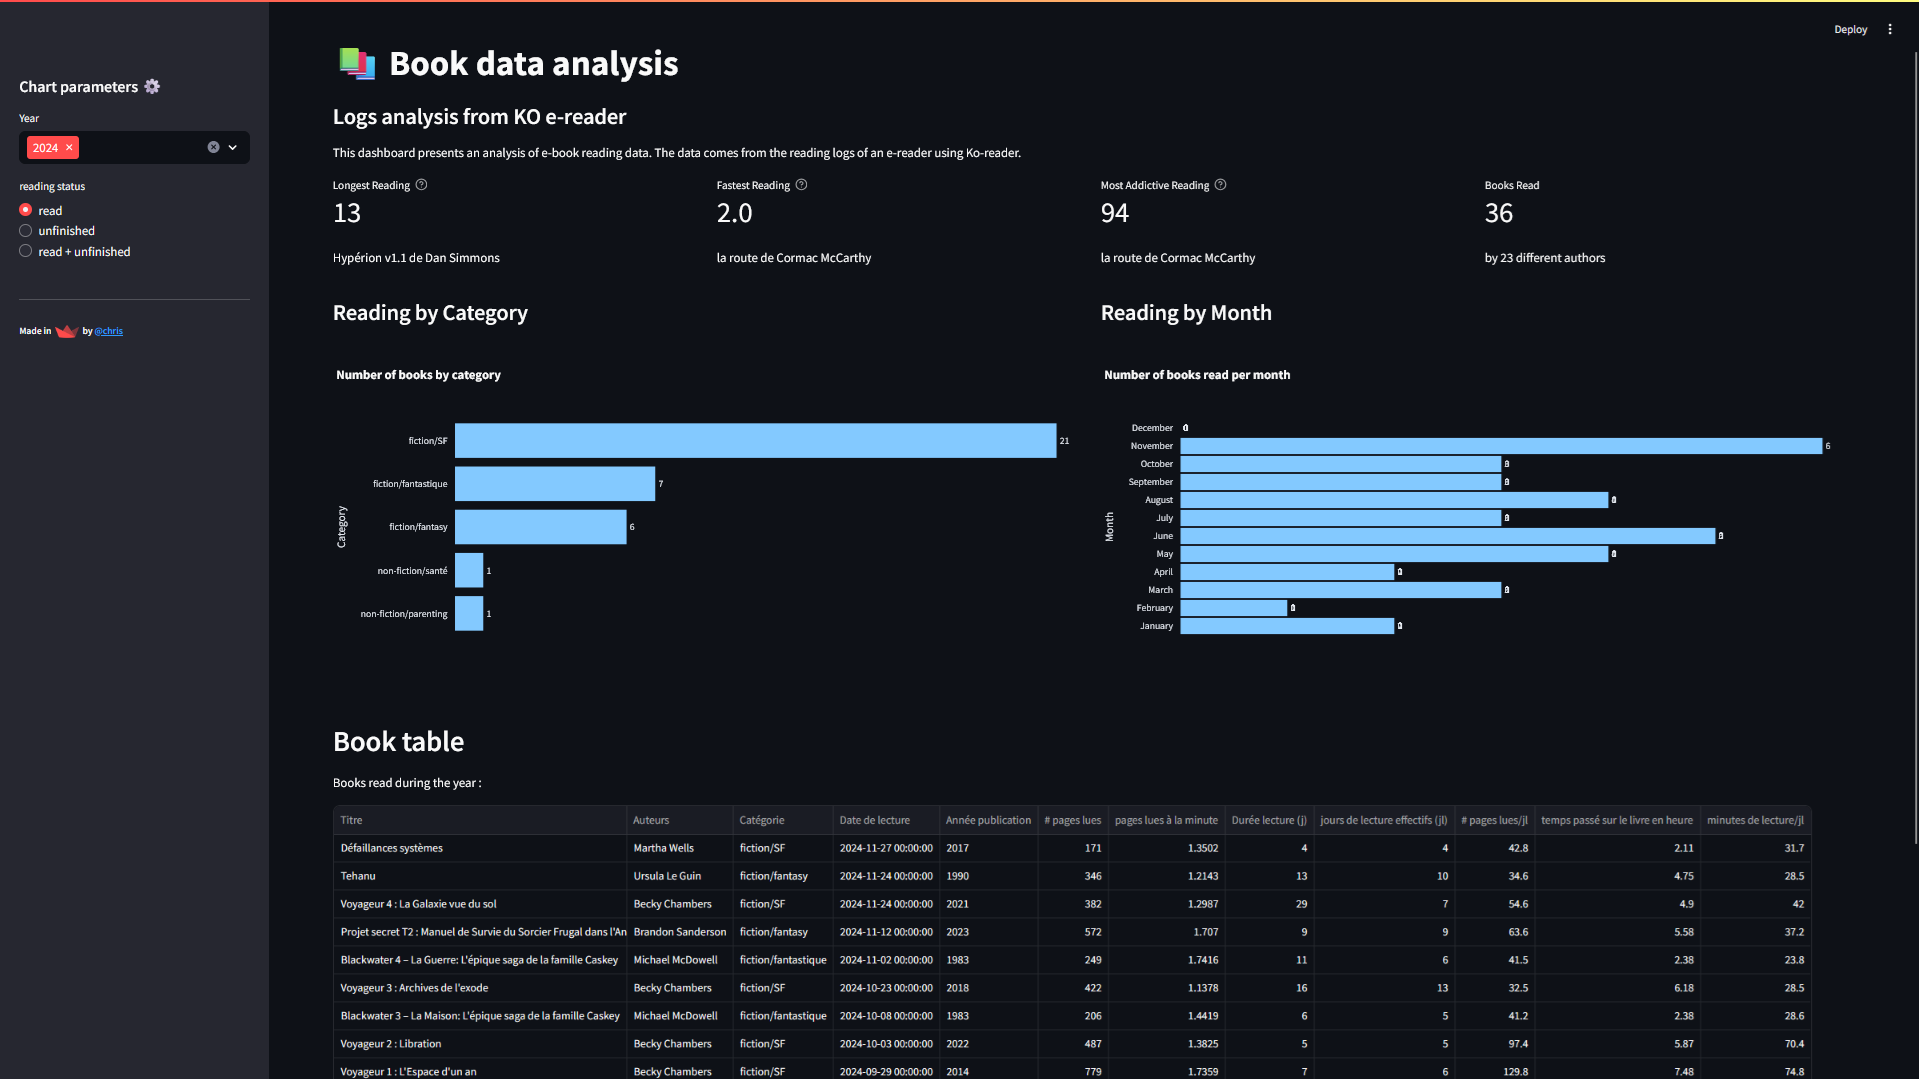 Deploy
Chart parameters
Year
2024
reading status
read
unfinished
read + unfinished
Made in by @chris
Book data analysis
Logs analysis from KO e-reader
This dashboard presents an analysis of e-book reading data. The data comes from the reading logs of an e-reader using Ko-reader.
Longest Reading
13
Hypérion v1.1 de Dan Simmons
Fastest Reading
2.0
la route de Cormac McCarthy
Most Addictive Reading
94
la route de Cormac McCarthy
Books Read
36
by 23 different authors
Reading by Category
Number of books by category
Category
fiction/SF 21
fiction/fantastique 7
fiction/fantasy 6
non-fiction/santé 1
non-fiction/parenting 1
Reading by Month
Number of books read per month
Month
December
November 6
October
September
August
July
June
May
April
March
February
January
Book table
Books read during the year :
Titre Auteurs Catégorie Date de lecture Année publication # pages lues pages lues à la minute Durée lecture (j) jours de lecture effectifs (jl) # pages lues/jl temps passé sur le livre en heure minutes de lecture/jl
Défaillances systèmes Martha Wells fiction/SF 2024-11-27 00:00:00 2017 171 1.3502 4 4 42.8 2.11 31.7
Tehanu Ursula Le Guin fiction/fantasy 2024-11-24 00:00:00 1990 346 1.2143 13 10 34.6 4.75 28.5
Voyageur 4 : La Galaxie vue du sol Becky Chambers fiction/SF 2024-11-24 00:00:00 2021 382 1.2987 29 7 54.6 4.9 42
Projet secret T2 : Manuel de Survie du Sorcier Frugal dans l'An Brandon Sanderson fiction/fantasy 2024-11-12 00:00:00 2023 572 1.707 9 9 63.6 5.58 37.2
Blackwater 4 – La Guerre: L'épique saga de la famille Caskey Michael McDowell fiction/fantastique 2024-11-02 00:00:00 1983 249 1.7416 11 6 41.5 2.38 23.8
Voyageur 3 : Archives de l'exode Becky Chambers fiction/SF 2024-10-23 00:00:00 2018 422 1.1378 16 13 32.5 6.18 28.5
Blackwater 3 – La Maison: L'épique saga de la famille Caskey Michael McDowell fiction/fantastique 2024-10-08 00:00:00 1983 206 1.4419 6 5 41.2 2.38 28.6
Voyageur 2 : Libration Becky Chambers fiction/SF 2024-10-03 00:00:00 2022 487 1.3825 5 5 97.4 5.87 70.4
Voyageur 1 : L'Espace d'un an Becky Chambers fiction/SF 2024-09-29 00:00:00 2014 779 1.7359 7 6 129.8 7.48 74.8